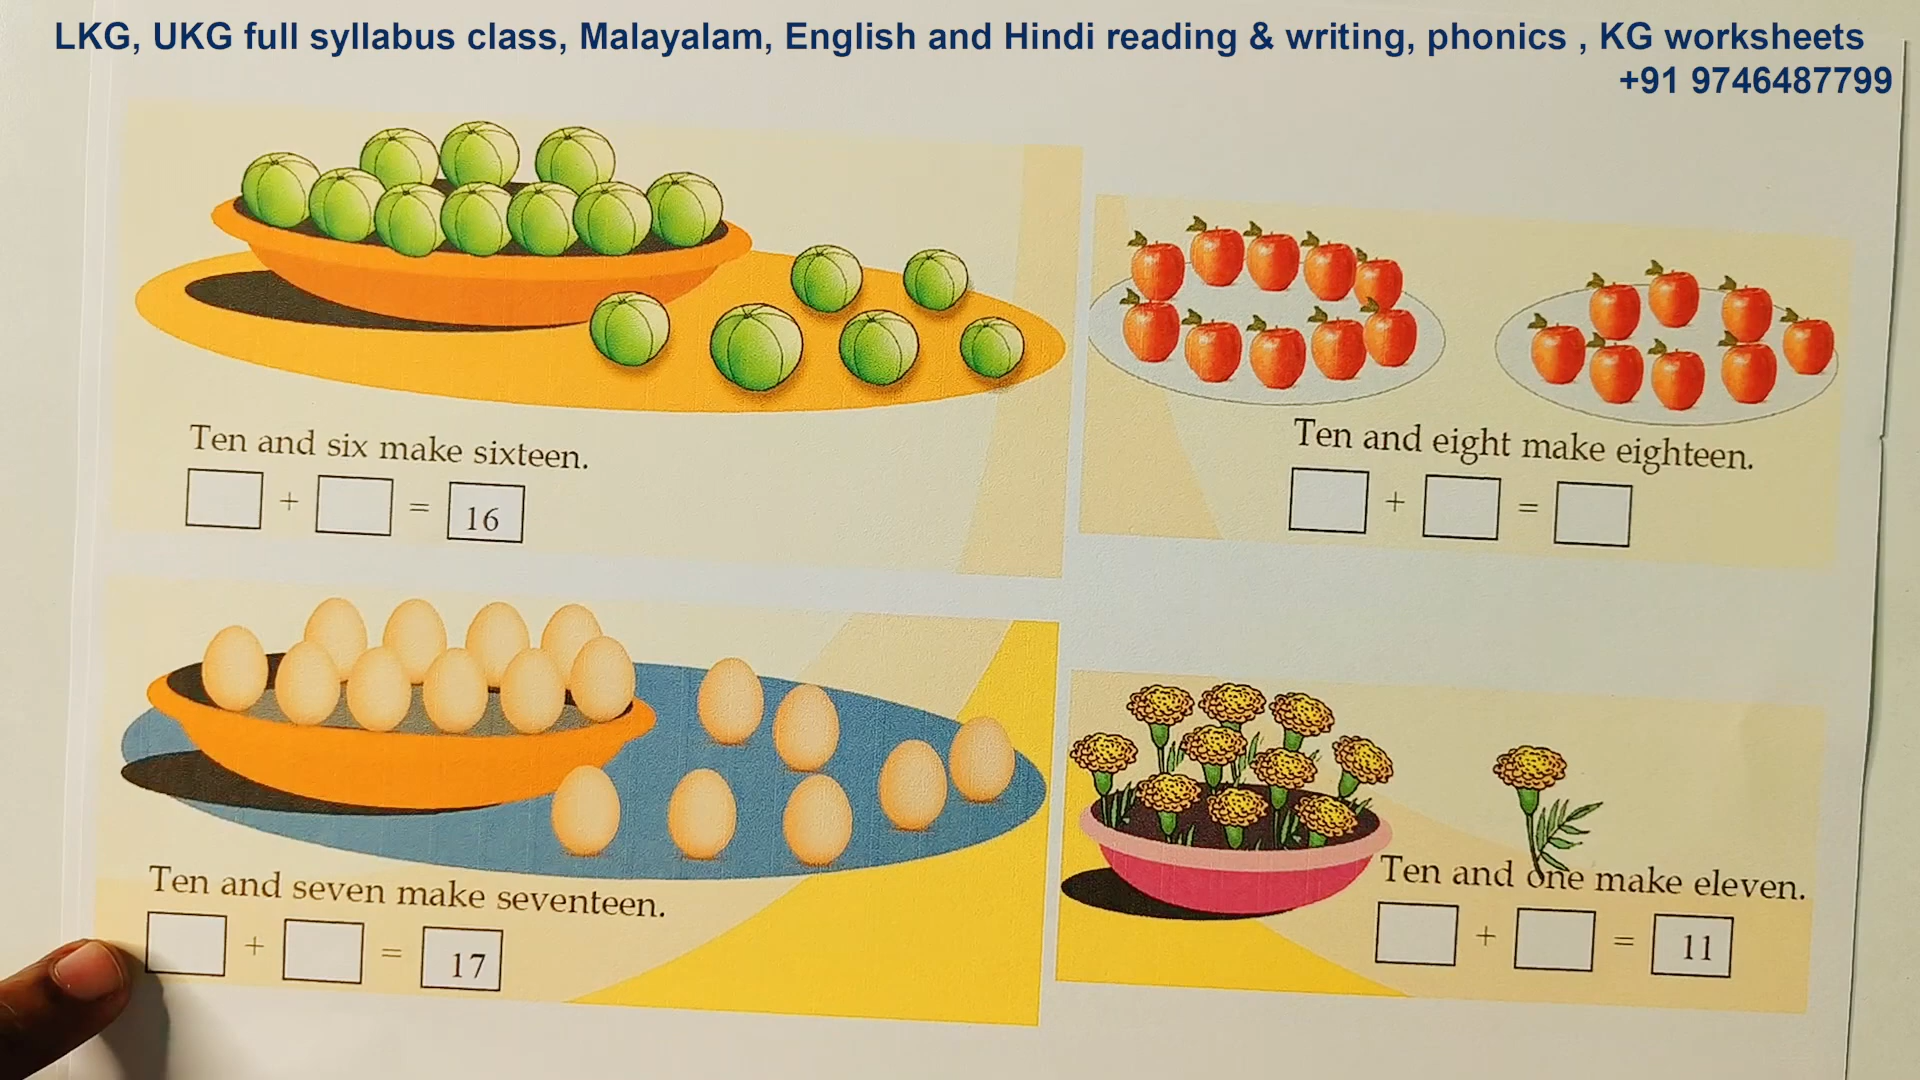 LKG, UKG full syllabus class, Malayalam, English and Hindi reading & writing, phonics , KG worksheets
+91 9746487799
Ten and six make sixteen.
+ = 16
Ten and eight make eighteen.
+ =
Ten and seven make seventeen.
+ = 17
Ten and one make eleven.
+ = 11